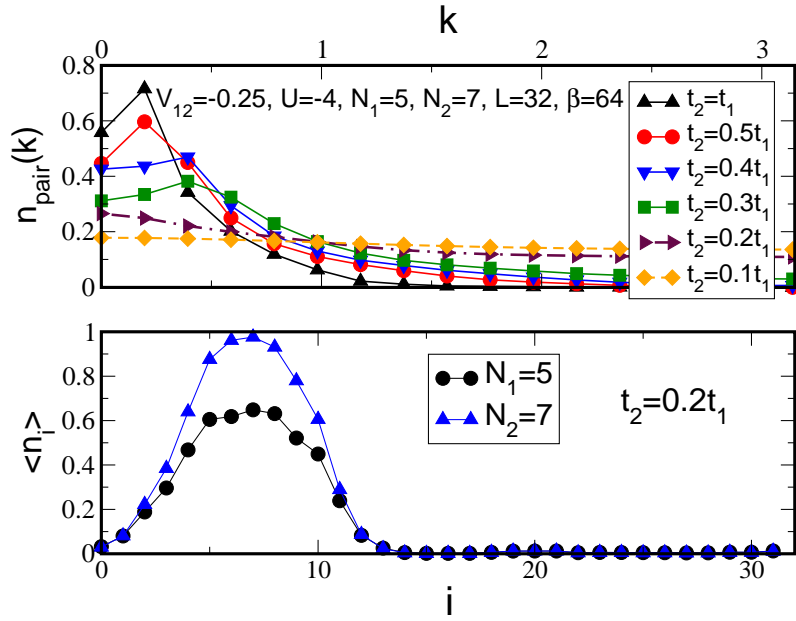 k
0 1 2 3
0.8
0.6
0.4
0.2
0
n_pair(k)
V₁₂=-0.25, U=-4, N₁=5, N₂=7, L=32, β=64
t₂=t₁
t₂=0.5t₁
t₂=0.4t₁
t₂=0.3t₁
t₂=0.2t₁
t₂=0.1t₁
1
0.8
0.6
0.4
0.2
0
<n_i>
N₁=5
N₂=7
t₂=0.2t₁
0 10 20 30
i